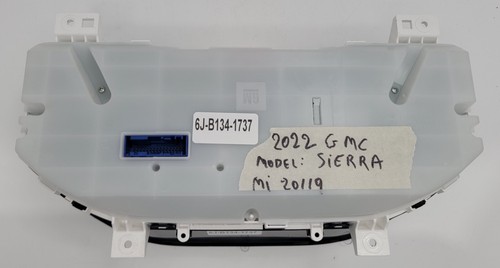 6J-B134-1737
2022 GMC
MODEL: SiERRA
Mi 20119